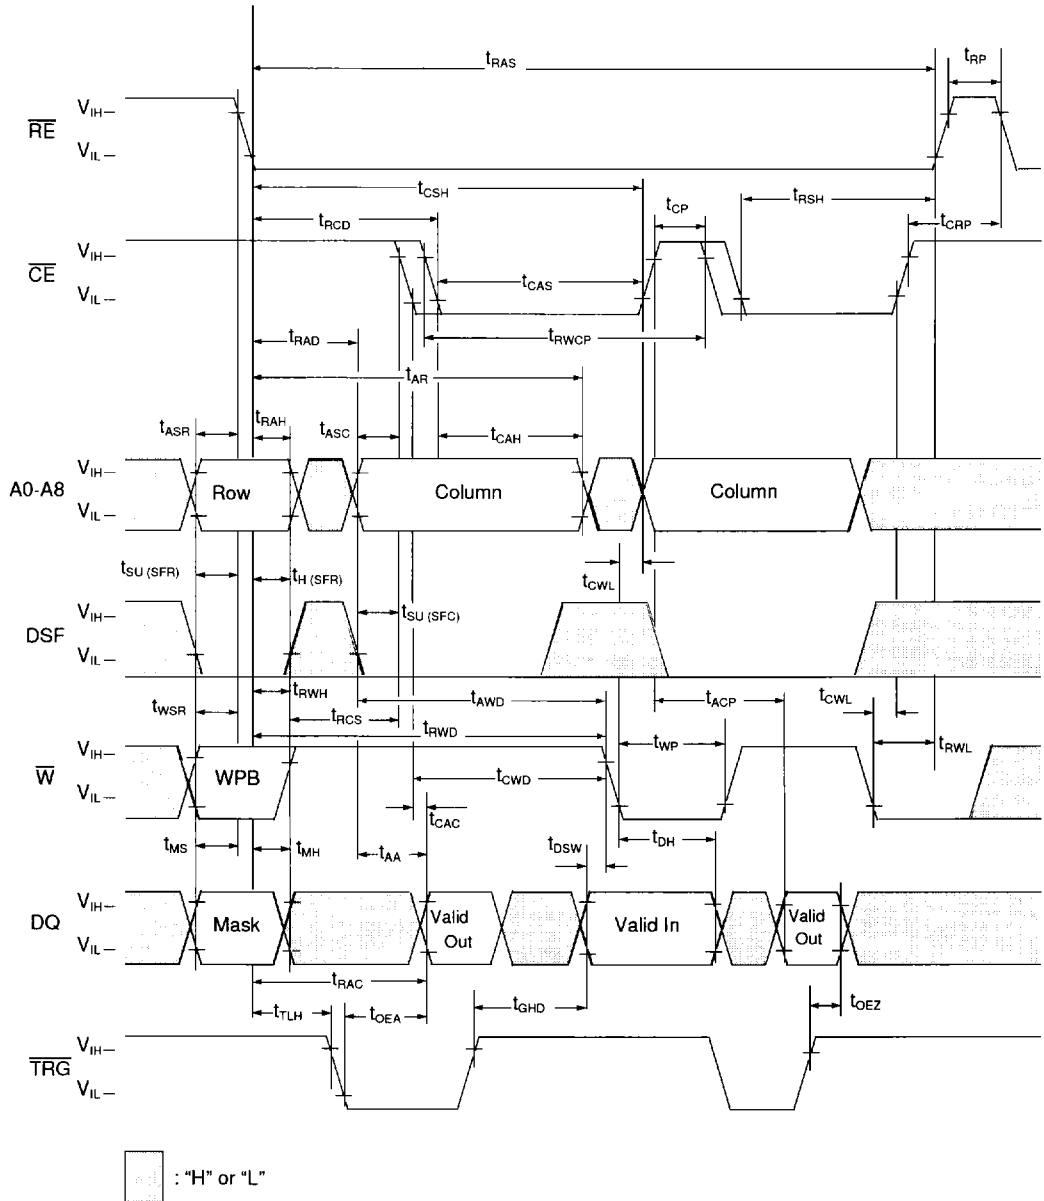 tRAS
tRP
RE
VIH
VIL
tCSH
tRCD
tCP
tRSH
tCRP
CE
VIH
VIL
tCAS
tRAD
tRWCP
tAR
tASR
tRAH
tASC
tCAH
A0-A8
VIH
VIL
Row
Column
Column
tSU (SFR)
tH (SFR)
tCWL
tSU (SFC)
DSF
VIH
VIL
tRWH
tWSR
tRCS
tAWD
tACP
tCWL
tRWD
tWP
tRWL
W
VIH
VIL
WPB
tCWD
tCAC
tMS
tMH
tAA
tDSW
tDH
DQ
VIH
VIL
Mask
Valid
Out
Valid In
Valid
Out
tRAC
tTLH
tOEA
tGHD
tOEZ
TRG
VIH
VIL
: “H” or “L”